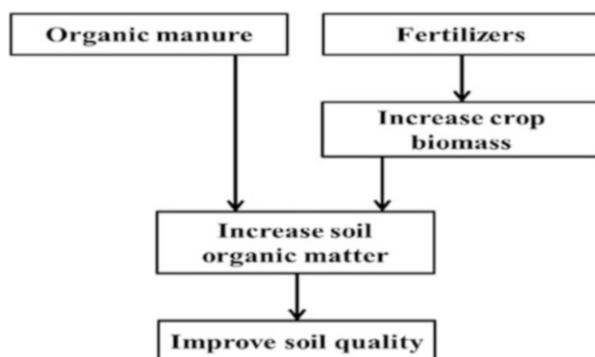 Organic manure
Fertilizers
Increase crop
biomass
Increase soil
organic matter
Improve soil quality